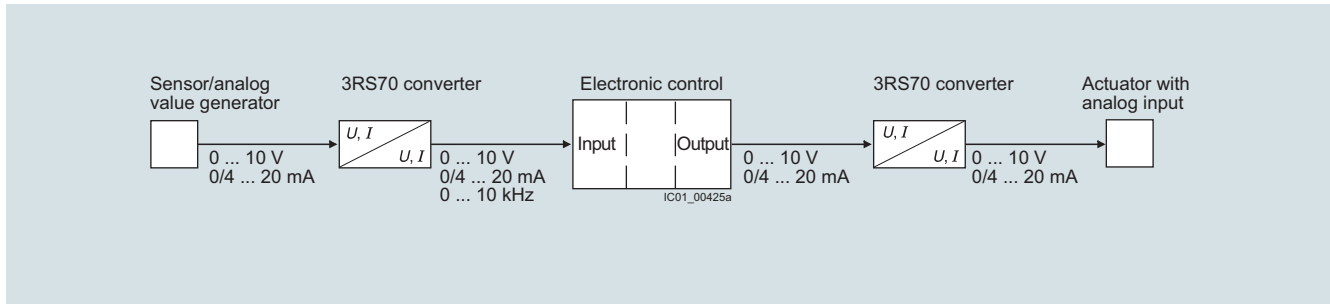 Sensor/analog
value generator
3RS70 converter
Electronic control
3RS70 converter
Actuator with
analog input
U, I
U, I
Input
Output
U, I
U, I
0 ... 10 V
0/4 ... 20 mA
0 ... 10 V
0/4 ... 20 mA
0 ... 10 kHz
IC01_00425a
0 ... 10 V
0/4 ... 20 mA
0 ... 10 V
0/4 ... 20 mA